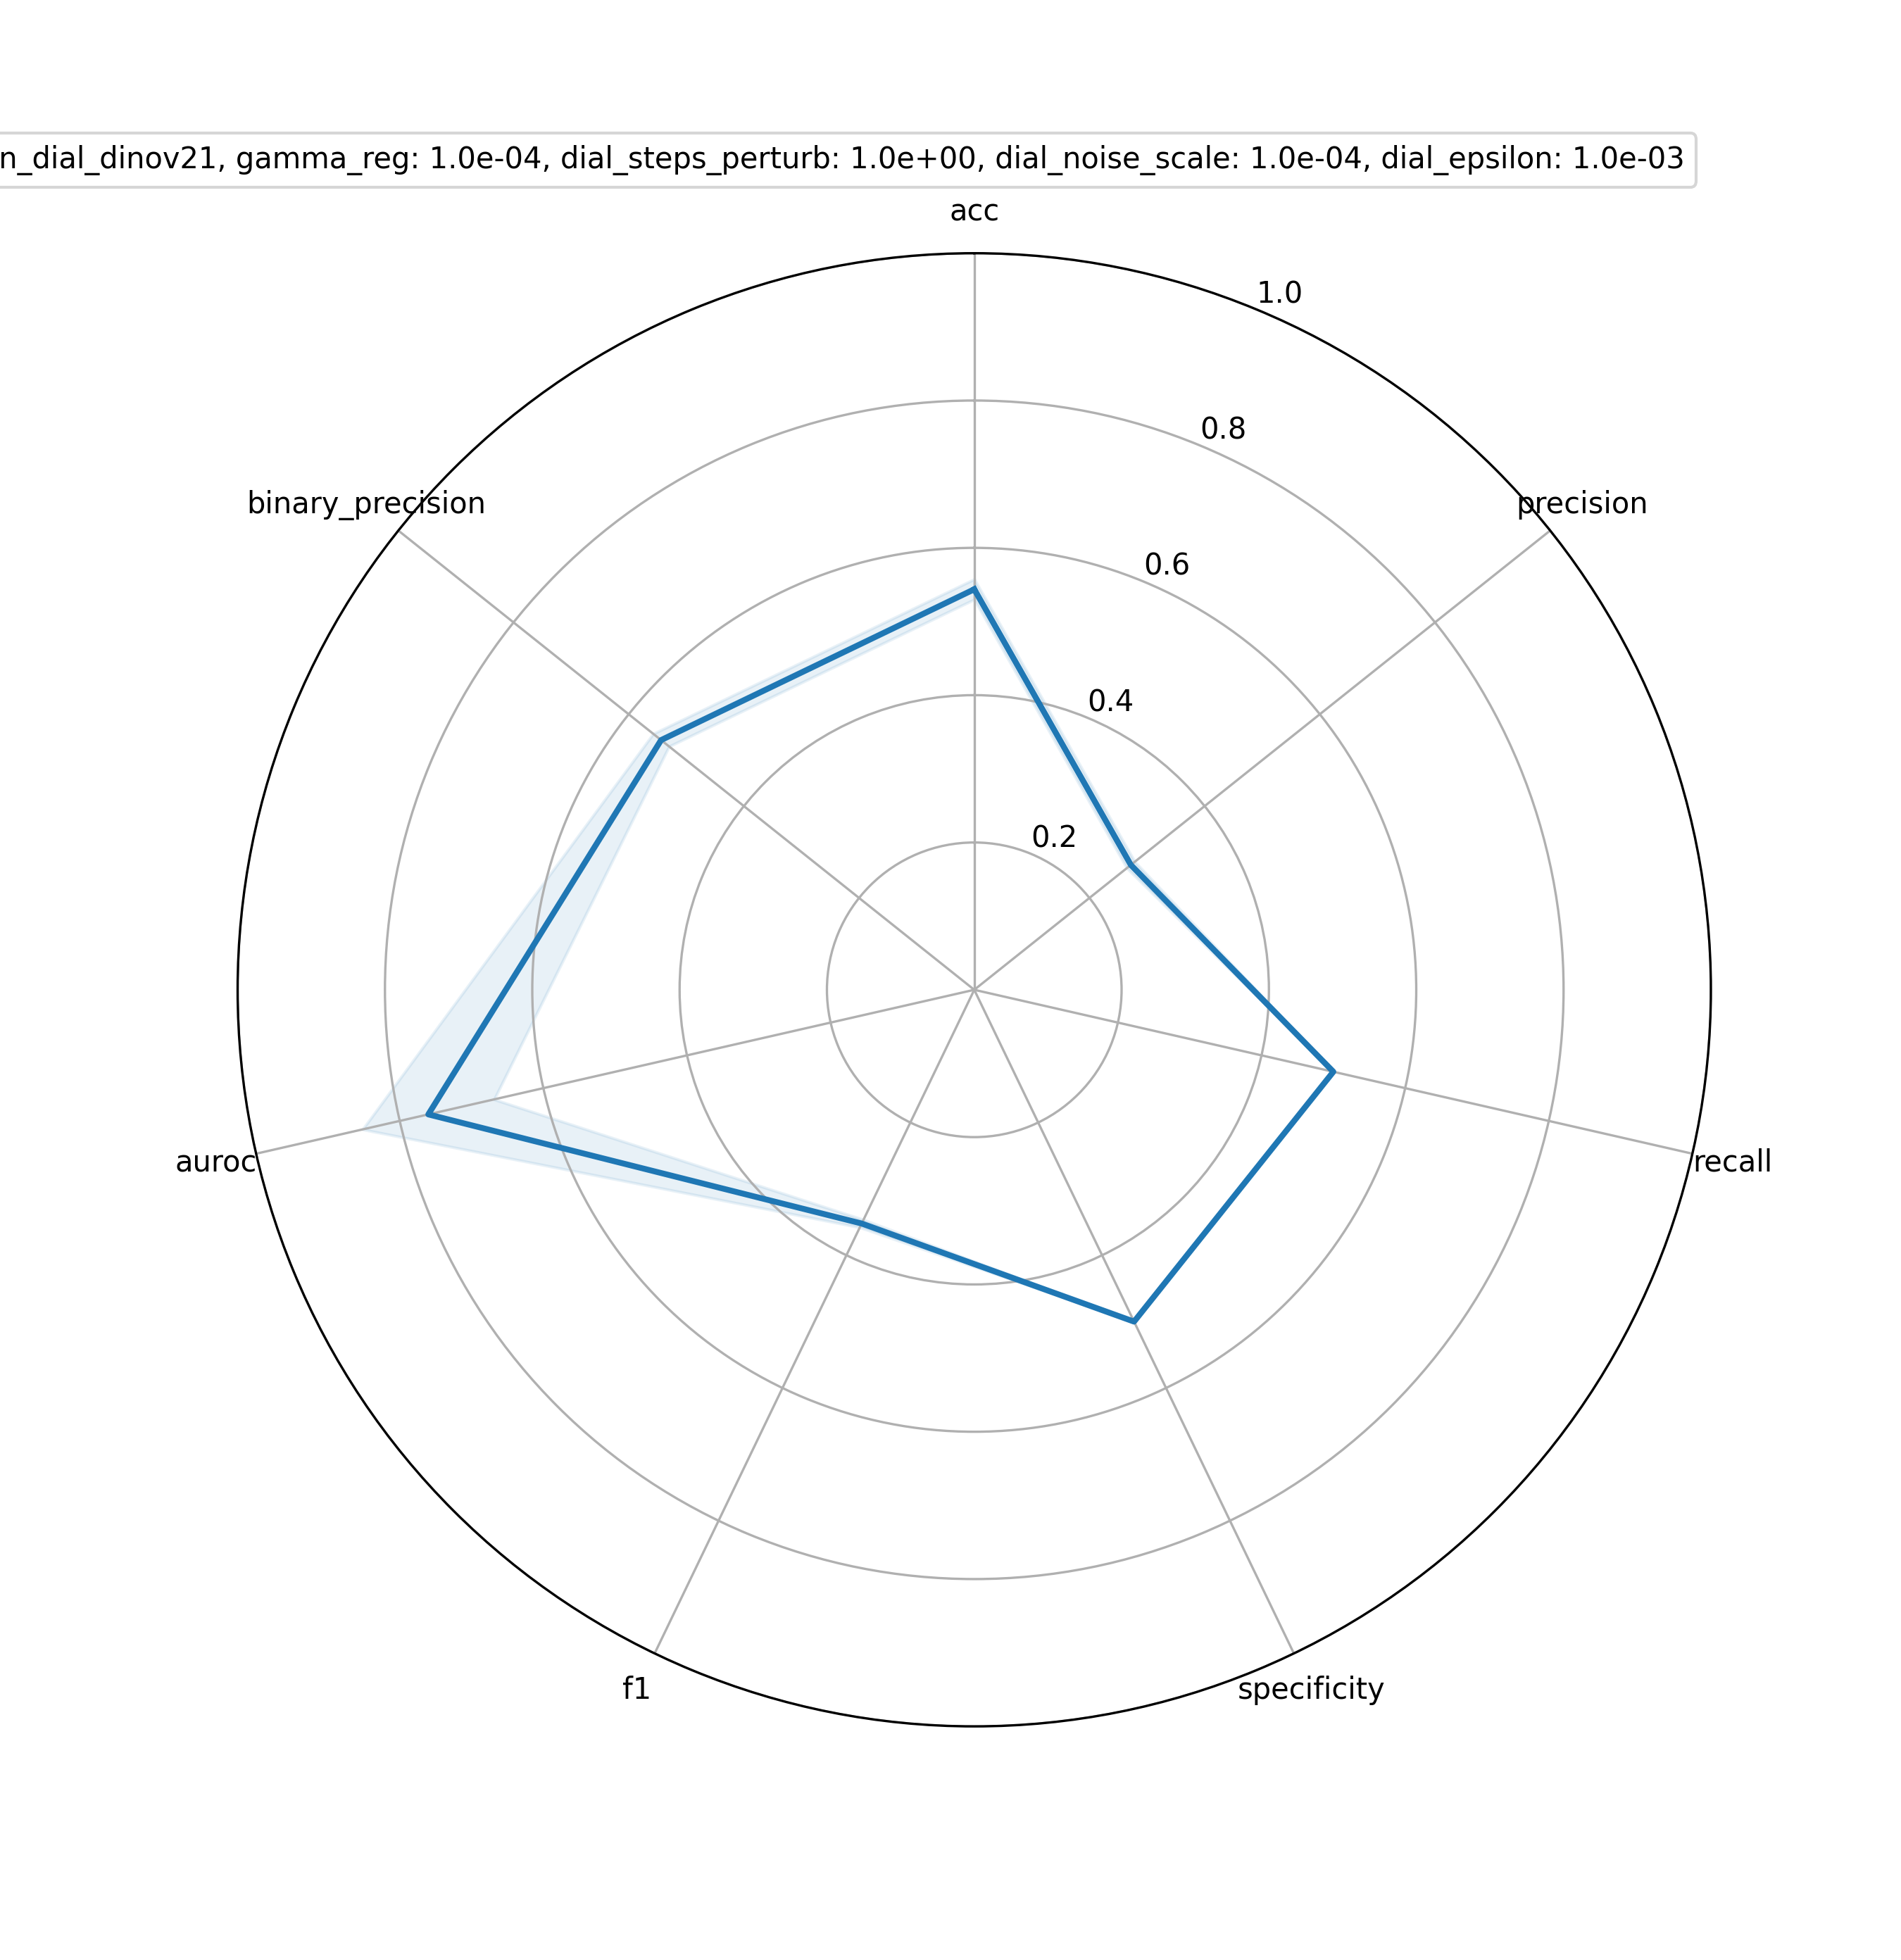 n_dial_dinov21, gamma_reg: 1.0e-04, dial_steps_perturb: 1.0e+00, dial_noise_scale: 1.0e-04, dial_epsilon: 1.0e-03
acc
1.0
0.8
binary_precision
precision
0.6
0.4
0.2
auroc
recall
f1
specificity